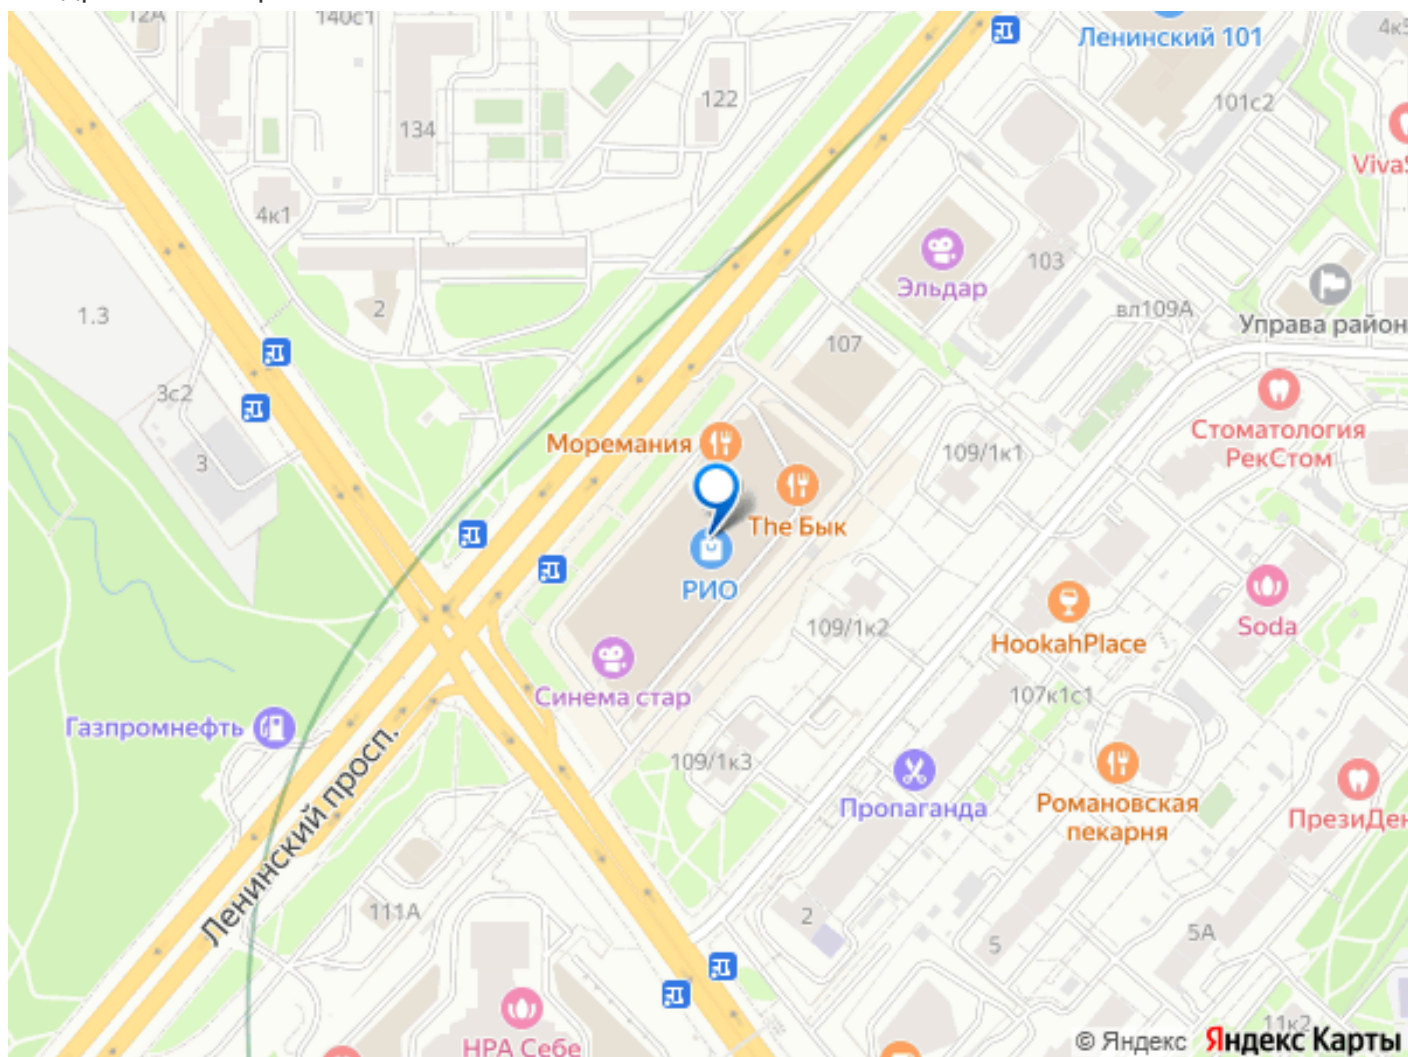 12А
140с1
Ленинский 101
4к5
134
122
101с2
VivaS
4к1
Эльдар
103
2
1.3
вл109А
Управа район
107
3с2
3
Моремания
109/1к1
Стоматология
РекСтом
The Бык
РИО
109/1к2
HookahPlace
Soda
Синема стар
107к1с1
Газпромнефть
Ленинский просп.
109/1к3
Пропаганда
Романовская
пекарня
ПрезиДен
111А
2
5
5А
НРА Себе
11к2
© Яндекс Яндекс Карты